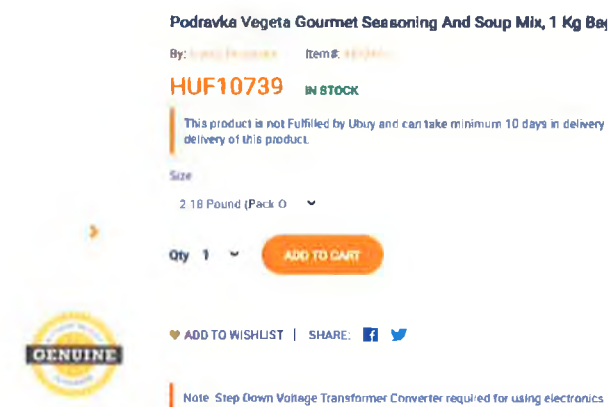 Podravka Vegeta Gourmet Seasoning And Soup Mix, 1 Kg Bag
By: Item #:
HUF10739 IN STOCK
This product is not Fulfilled by Ubuy and can take minimum 10 days in delivery
delivery of this product.
Size
2.18 Pound (Pack O
Qty 1 ADD TO CART
GENUINE
ADD TO WISHLIST | SHARE:
Note: Step Down Voltage Transformer Converter required for using electronics